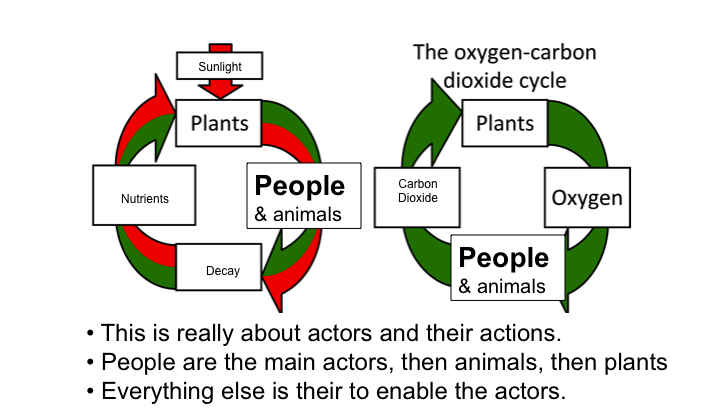 Sunlight
Plants
People
& animals
Decay
Nutrients
The oxygen-carbon
dioxide cycle
Plants
Oxygen
People
& animals
Carbon
Dioxide
• This is really about actors and their actions.
• People are the main actors, then animals, then plants
• Everything else is their to enable the actors.